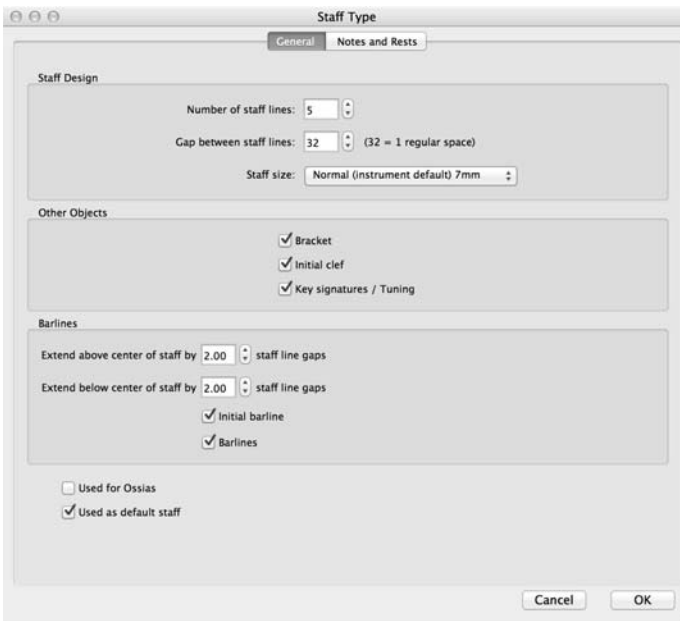 Staff Type
General Notes and Rests
Staff Design
Number of staff lines: 5
Gap between staff lines: 32 (32 = 1 regular space)
Staff size: Normal (instrument default) 7mm
Other Objects
Bracket
Initial clef
Key signatures / Tuning
Barlines
Extend above center of staff by 2.00 staff line gaps
Extend below center of staff by 2.00 staff line gaps
Initial barline
Barlines
Used for Ossias
Used as default staff
Cancel OK